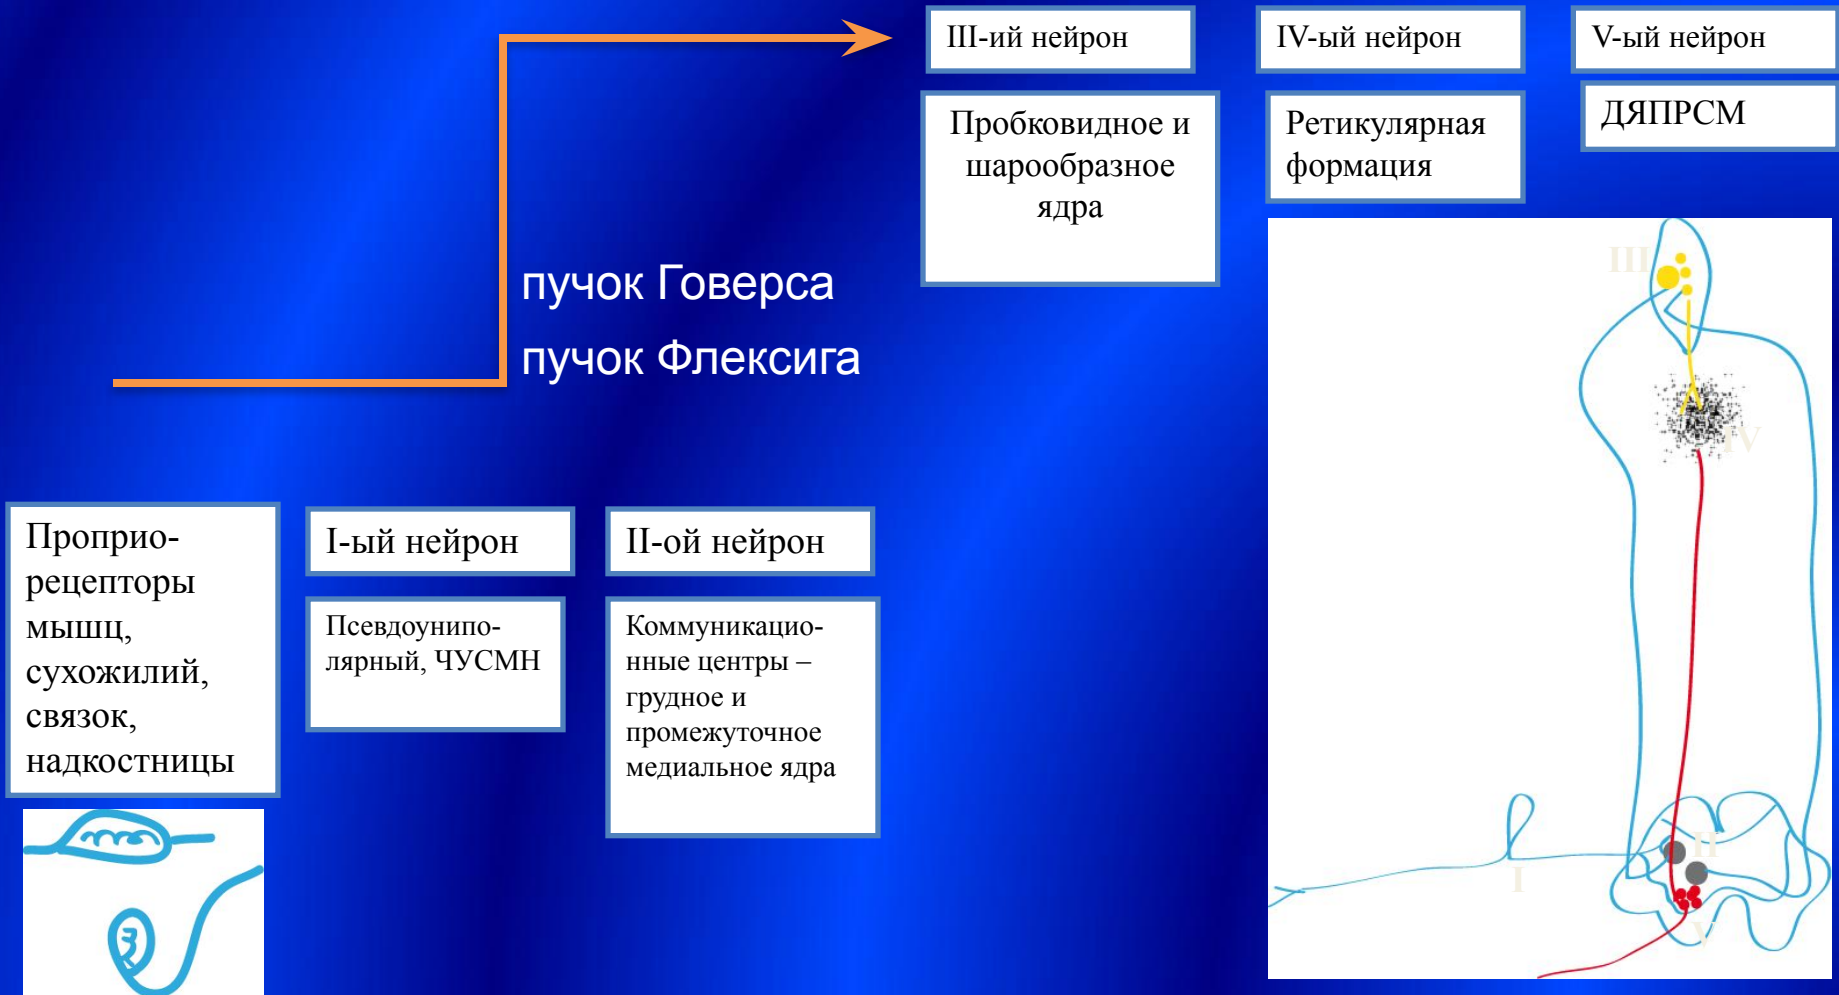 III-ий нейрон
IV-ый нейрон
V-ый нейрон
Пробковидное и
шарообразное
ядра
Ретикулярная
формация
ДЯПРСМ
пучок Говерса
пучок Флексига
Проприо-
рецепторы
мышц,
сухожилий,
связок,
надкостницы
I-ый нейрон
Псевдоунипо-
лярный, ЧУСМН
II-ой нейрон
Коммуникацио-
нные центры –
грудное и
промежуточное
медиальное ядра
III
IV
II
I
V